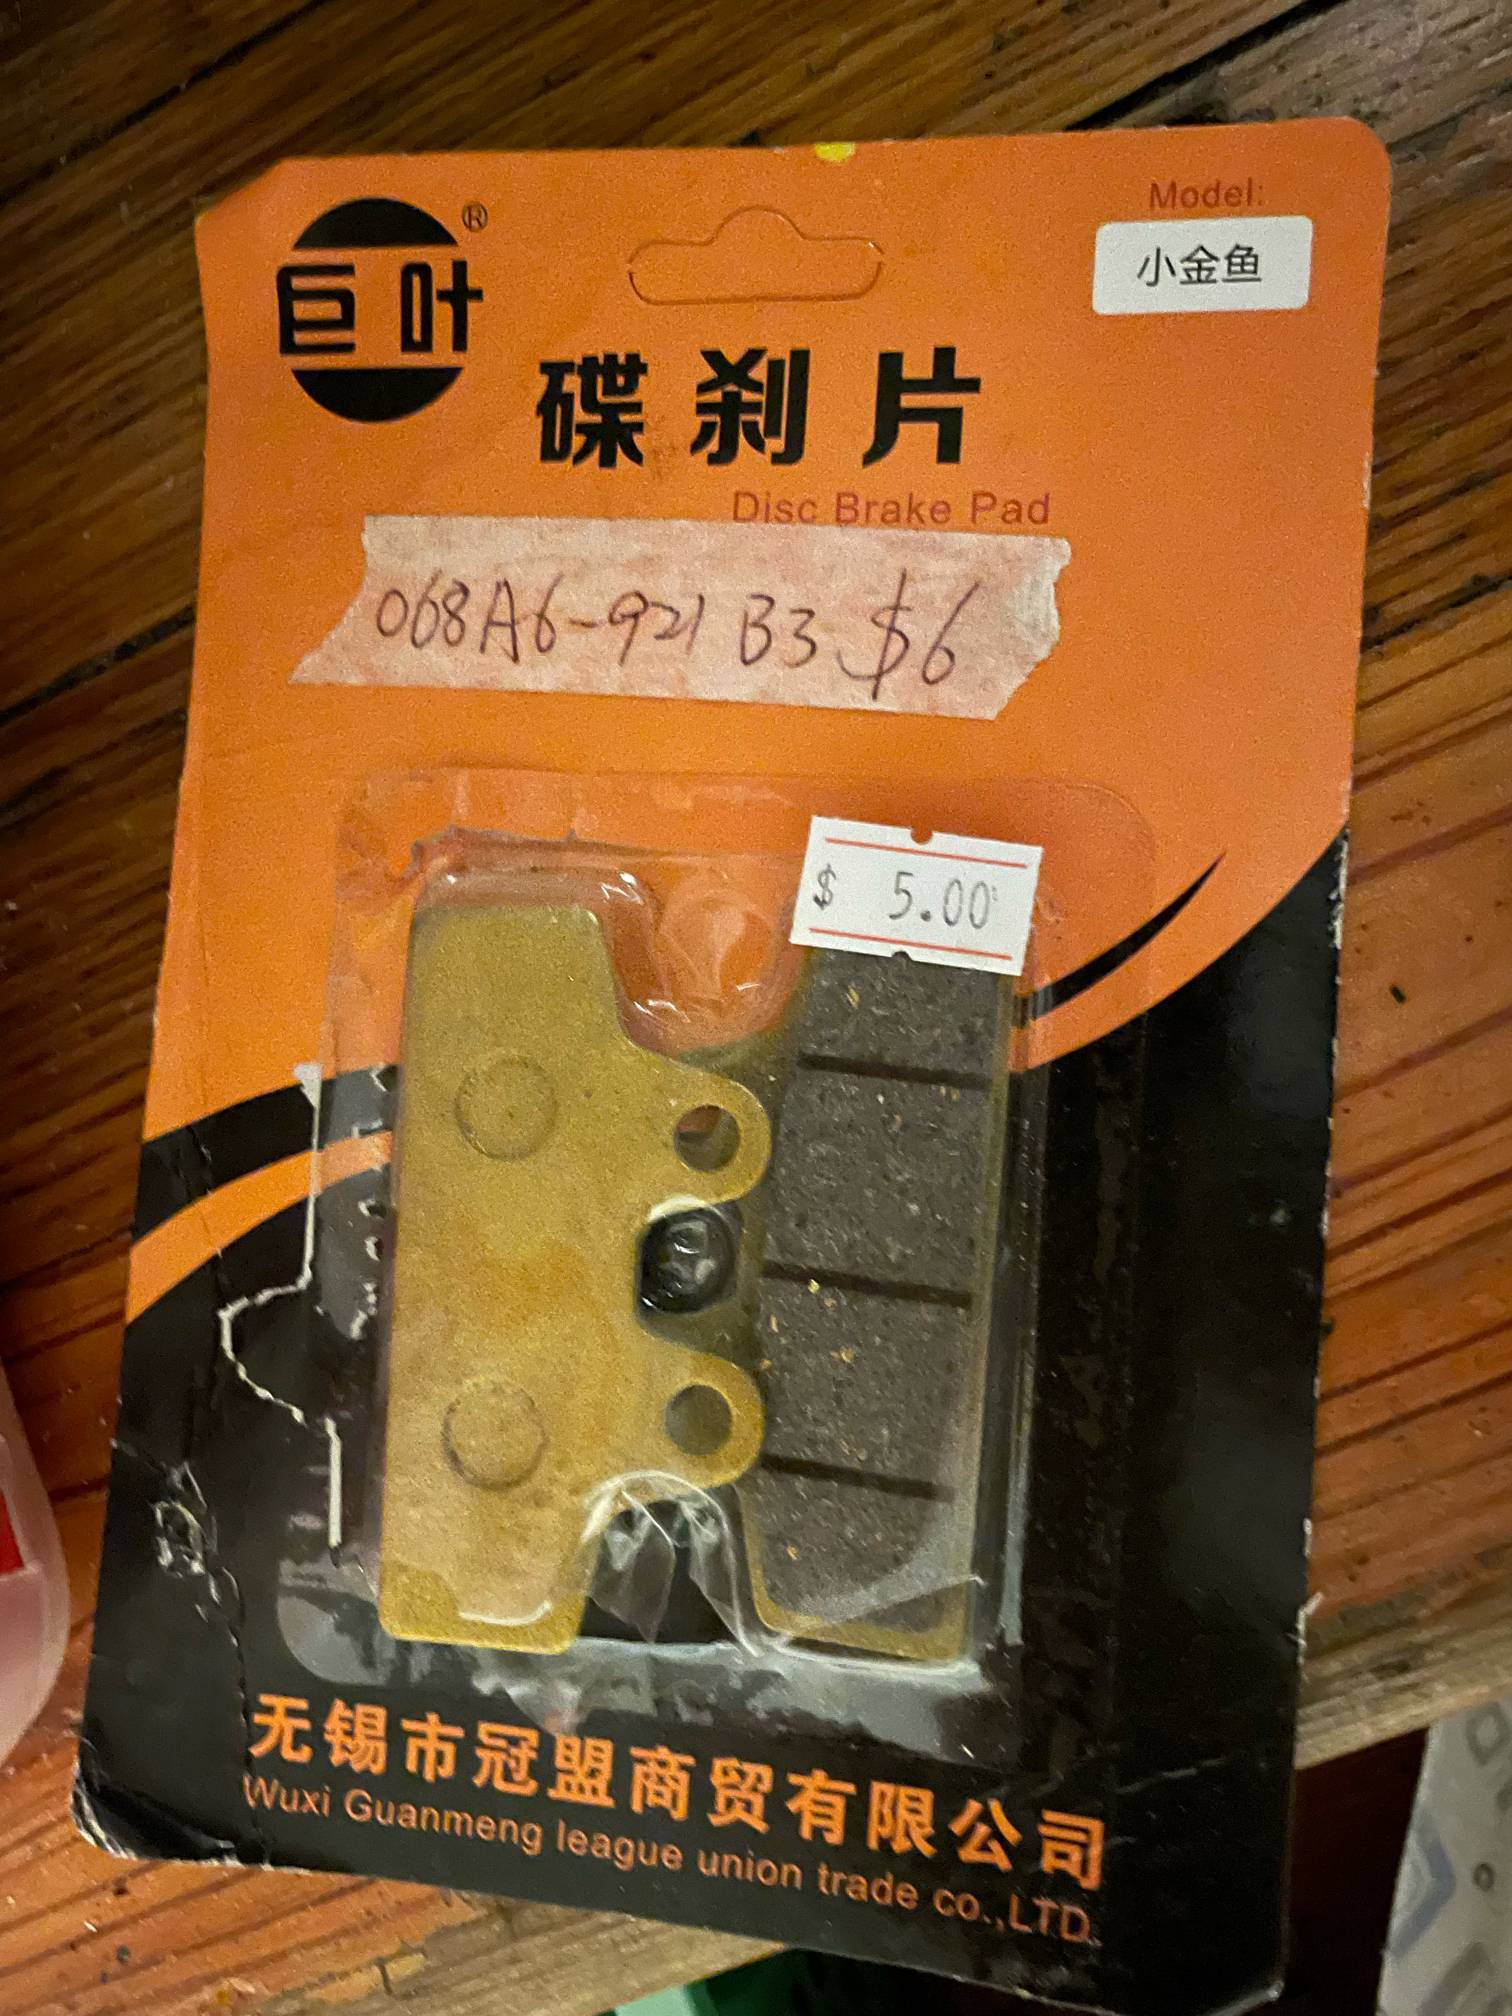 巨叶®
Model:
小金鱼
碟刹片
Disc Brake Pad
068A6-921 B3 $6
$ 5.00
无锡市冠盟商贸有限公司
Wuxi Guanmeng league union trade co.,LTD.